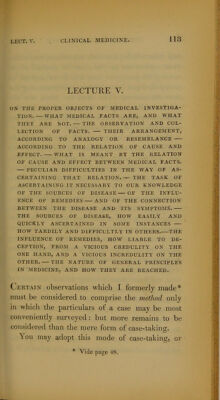 LECT. V. CLINICAL MEDICINE. 113
LECTURE V.
ON THE PROPER OBJECTS OF MEDICAL INVESTIGA-
TION. — WHAT MEDICAL FACTS ARE, AND WHAT
THEY ARE NOT. — THE OBSERVATION AND COL-
LECTION OF FACTS. — THEIR ARRANGEMENT,
ACCORDING TO ANALOGY OR RESEMBLANCE —
ACCORDING TO THE RELATION OF CAUSE AND
EFFECT. — WHAT IS MEANT BY THE RELATION
OF CAUSE AND EFFECT BETWEEN MEDICAL FACTS.
— PECULIAR DIFFICULTIES IN THE WAY OF AS-
CERTAINING THAT RELATION. — THE TASK OF
ASCERTAINING IT NECESSARY TO OUR KNOWLEDGE
OF THE SOURCES OF DISEASE — OF THE INFLU-
ENCE OF REMEDIES — AND OF THE CONNECTION
BETWEEN THE DISEASE AND ITS SYMPTOMS. —
THE SOURCES OF DISEASE, HOW EASILY AND
QUICKLY ASCERTAINED IN SOME INSTANCES —
HOW TARDILY AND DIFFICULTLY IN OTHERS.—THE
INFLUENCE OF REMEDIES, HOW LIABLE TO DE-
CEPTION, FROM A VICIOUS CREDULITY ON THE
ONE HAND, AND A VICIOUS INCREDULITY ON THE
OTHER. — THE NATURE OF GENERAL PRINCIPLES
IN MEDICINE, AND HOW THEY ARE REACHED.
CERTAIN observations which I formerly made*
must be considered to comprise the method only
in which the particulars of a case may be most
conveniently surveyed: but more remains to be
considered than the mere form of case-taking.
You may adopt this mode of case-taking, or
* Vide page 48.